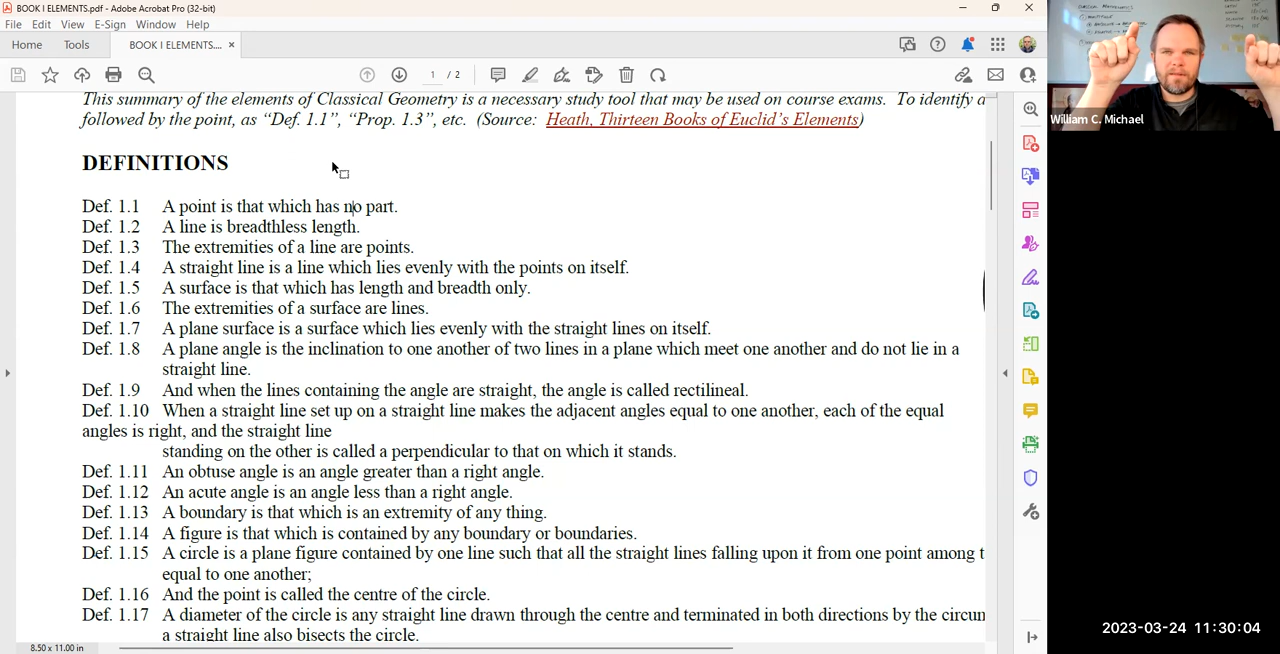 BOOK I ELEMENTS.pdf - Adobe Acrobat Pro (32-bit)
File Edit View E-Sign Window Help
Home Tools BOOK I ELEMENTS.... ×
1 / 2
This summary of the elements of Classical Geometry is a necessary study tool that may be used on course exams. To identify a
followed by the point, as “Def. 1.1”, “Prop. 1.3”, etc. (Source: Heath, Thirteen Books of Euclid’s Elements)
DEFINITIONS
Def. 1.1 A point is that which has no part.
Def. 1.2 A line is breadthless length.
Def. 1.3 The extremities of a line are points.
Def. 1.4 A straight line is a line which lies evenly with the points on itself.
Def. 1.5 A surface is that which has length and breadth only.
Def. 1.6 The extremities of a surface are lines.
Def. 1.7 A plane surface is a surface which lies evenly with the straight lines on itself.
Def. 1.8 A plane angle is the inclination to one another of two lines in a plane which meet one another and do not lie in a
straight line.
Def. 1.9 And when the lines containing the angle are straight, the angle is called rectilineal.
Def. 1.10 When a straight line set up on a straight line makes the adjacent angles equal to one another, each of the equal
angles is right, and the straight line
standing on the other is called a perpendicular to that on which it stands.
Def. 1.11 An obtuse angle is an angle greater than a right angle.
Def. 1.12 An acute angle is an angle less than a right angle.
Def. 1.13 A boundary is that which is an extremity of any thing.
Def. 1.14 A figure is that which is contained by any boundary or boundaries.
Def. 1.15 A circle is a plane figure contained by one line such that all the straight lines falling upon it from one point among t
equal to one another;
Def. 1.16 And the point is called the centre of the circle.
Def. 1.17 A diameter of the circle is any straight line drawn through the centre and terminated in both directions by the circum
a straight line also bisects the circle.
8.50 x 11.00 in
William C. Michael
2023-03-24 11:30:04